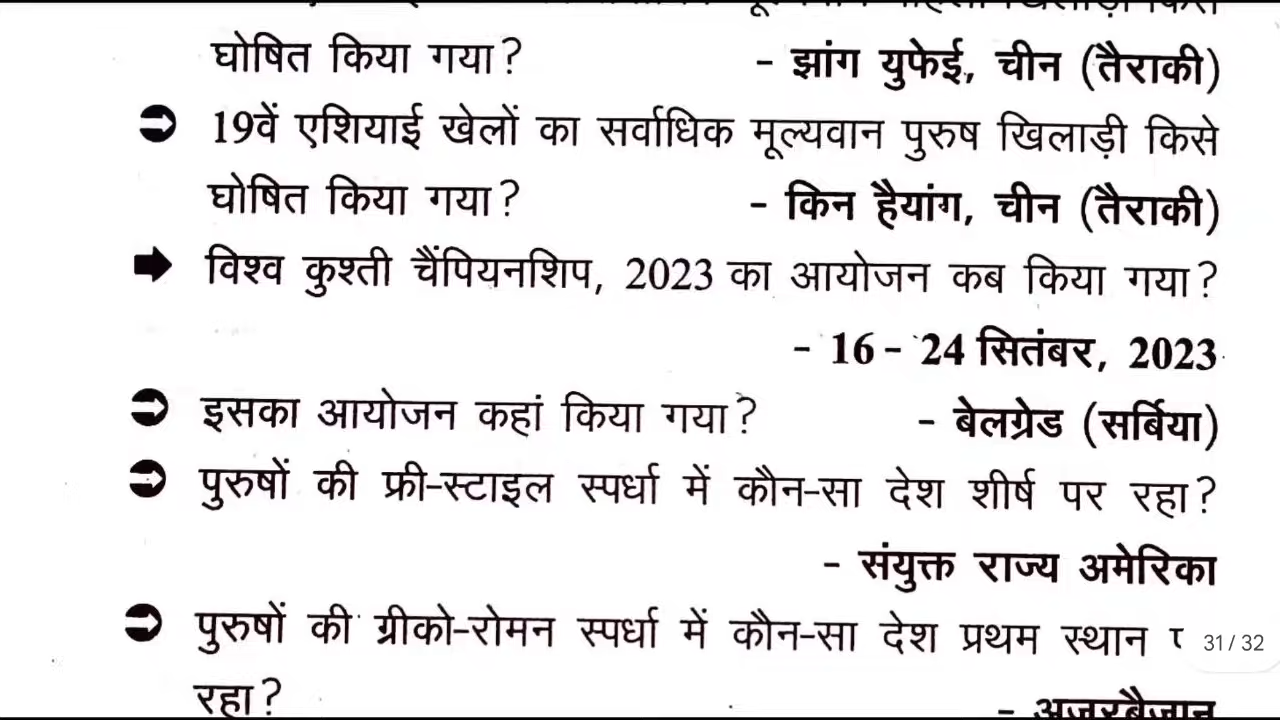 घोषित किया गया? - झांग युफेई, चीन (तैराकी)
19वें एशियाई खेलों का सर्वाधिक मूल्यवान पुरुष खिलाड़ी किसे
घोषित किया गया? - किन हैयांग, चीन (तैराकी)
विश्व कुश्ती चैंपियनशिप, 2023 का आयोजन कब किया गया?
- 16 - 24 सितंबर, 2023
इसका आयोजन कहां किया गया? - बेलग्रेड (सर्बिया)
पुरुषों की फ्री-स्टाइल स्पर्धा में कौन-सा देश शीर्ष पर रहा?
- संयुक्त राज्य अमेरिका
पुरुषों की ग्रीको-रोमन स्पर्धा में कौन-सा देश प्रथम स्थान
31 / 32
रहा? - अजरबैजान